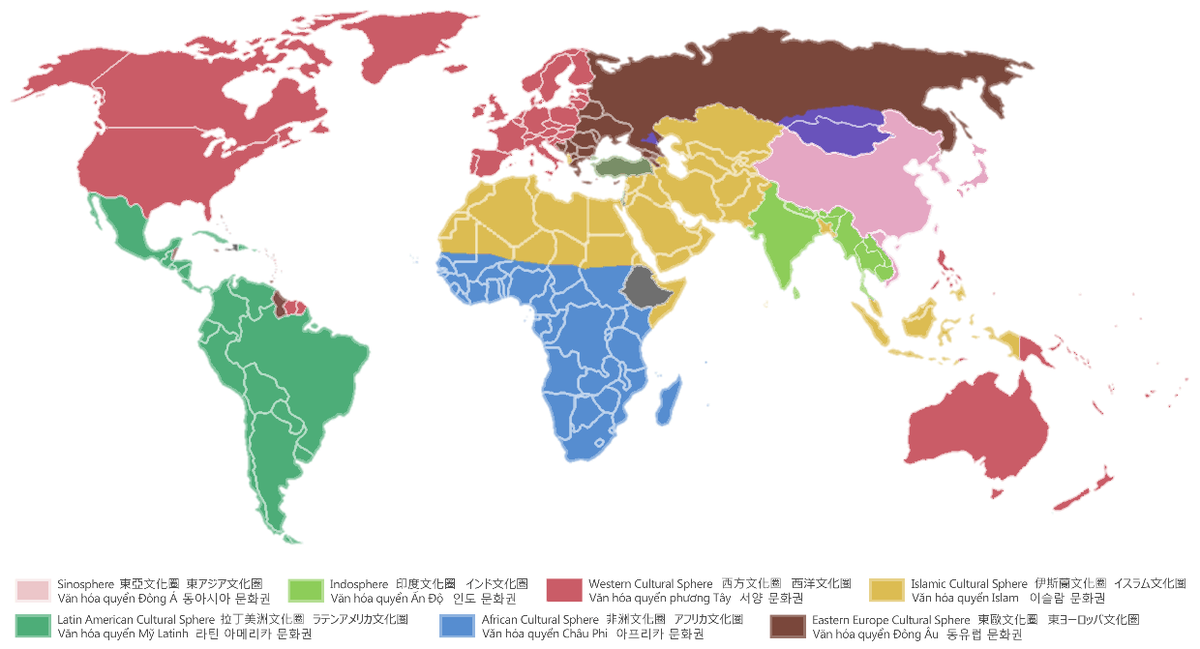 Sinosphere 東亞文化圈 東アジア文化圏
Văn hóa quyển Đông Á 동아시아 문화권
Indosphere 印度文化圈 インド文化圏
Văn hóa quyển Ấn Độ 인도 문화권
Western Cultural Sphere 西方文化圈 西洋文化圏
Văn hóa quyển phương Tây 서양 문화권
Islamic Cultural Sphere 伊斯蘭文化圈 イスラム文化圏
Văn hóa quyển Islam 이슬람 문화권
Latin American Cultural Sphere 拉丁美洲文化圈 ラテンアメリカ文化圏
Văn hóa quyển Mỹ Latinh 라틴 아메리카 문화권
African Cultural Sphere 非洲文化圈 アフリカ文化圏
Văn hóa quyển Châu Phi 아프리카 문화권
Eastern Europe Cultural Sphere 東歐文化圈 東ヨーロッパ文化圏
Văn hóa quyển Đông Âu 동유럽 문화권